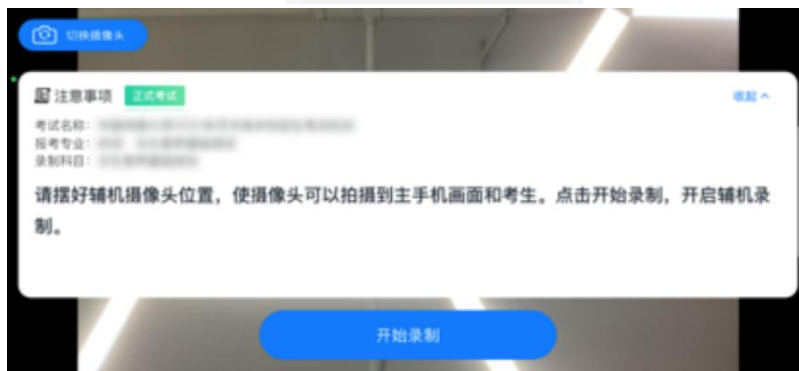 切换摄像头
注意事项 正式考试 收起
考试名称：
报考专业：
录制科目：
请摆好辅机摄像头位置，使摄像头可以拍摄到主手机画面和考生。点击开始录制，开启辅机录
制。
开始录制